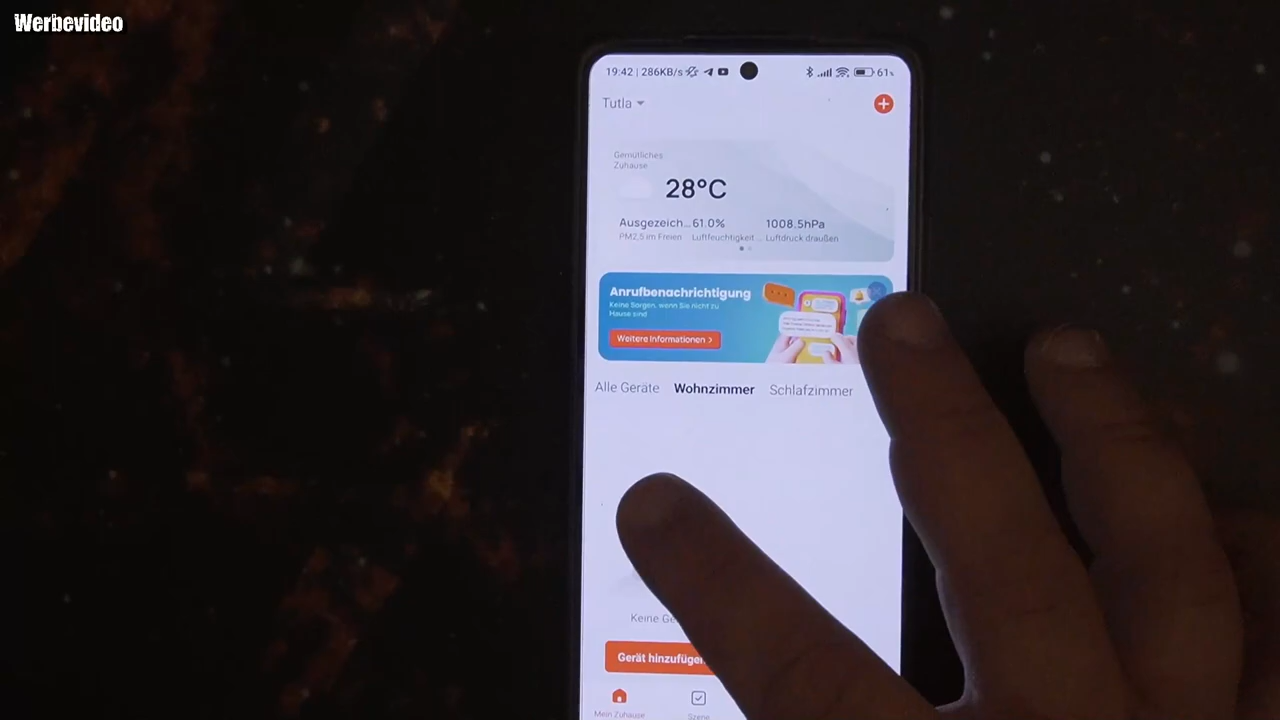 Werbevideo
19:42 | 286KB/s 61%
Tutla
Gemütliches
Zuhause
28°C
Ausgezeich... 61.0% 1008.5hPa
PM2,5 im Freien Luftfeuchtigkeit ... Luftdruck draußen
Anrufbenachrichtigung
Keine Sorgen, wenn Sie nicht zu
Hause sind
Weitere Informationen >
Alle Geräte Wohnzimmer Schlafzimmer
Keine Ge
Gerät hinzufügen
Mein Zuhause Szene